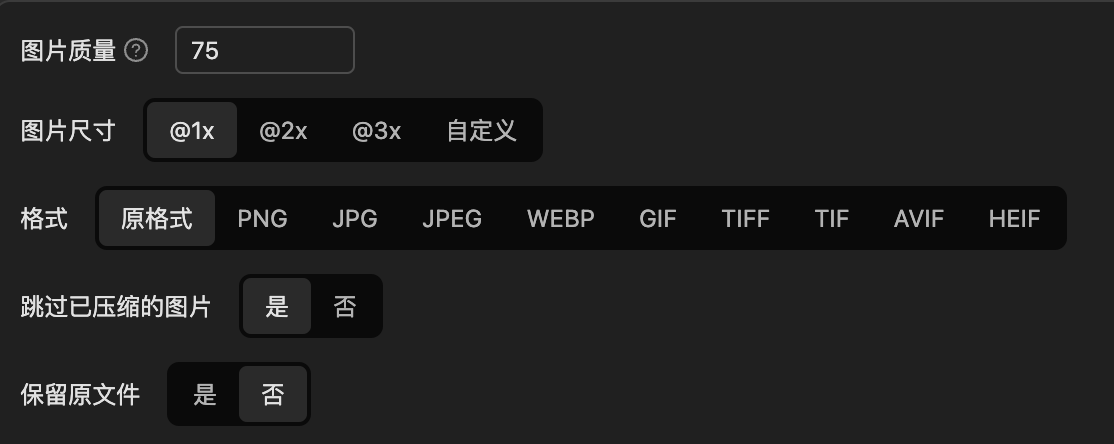 图片质量 ? 75
图片尺寸 @1x @2x @3x 自定义
格式 原格式 PNG JPG JPEG WEBP GIF TIFF TIF AVIF HEIF
跳过已压缩的图片 是 否
保留原文件 是 否